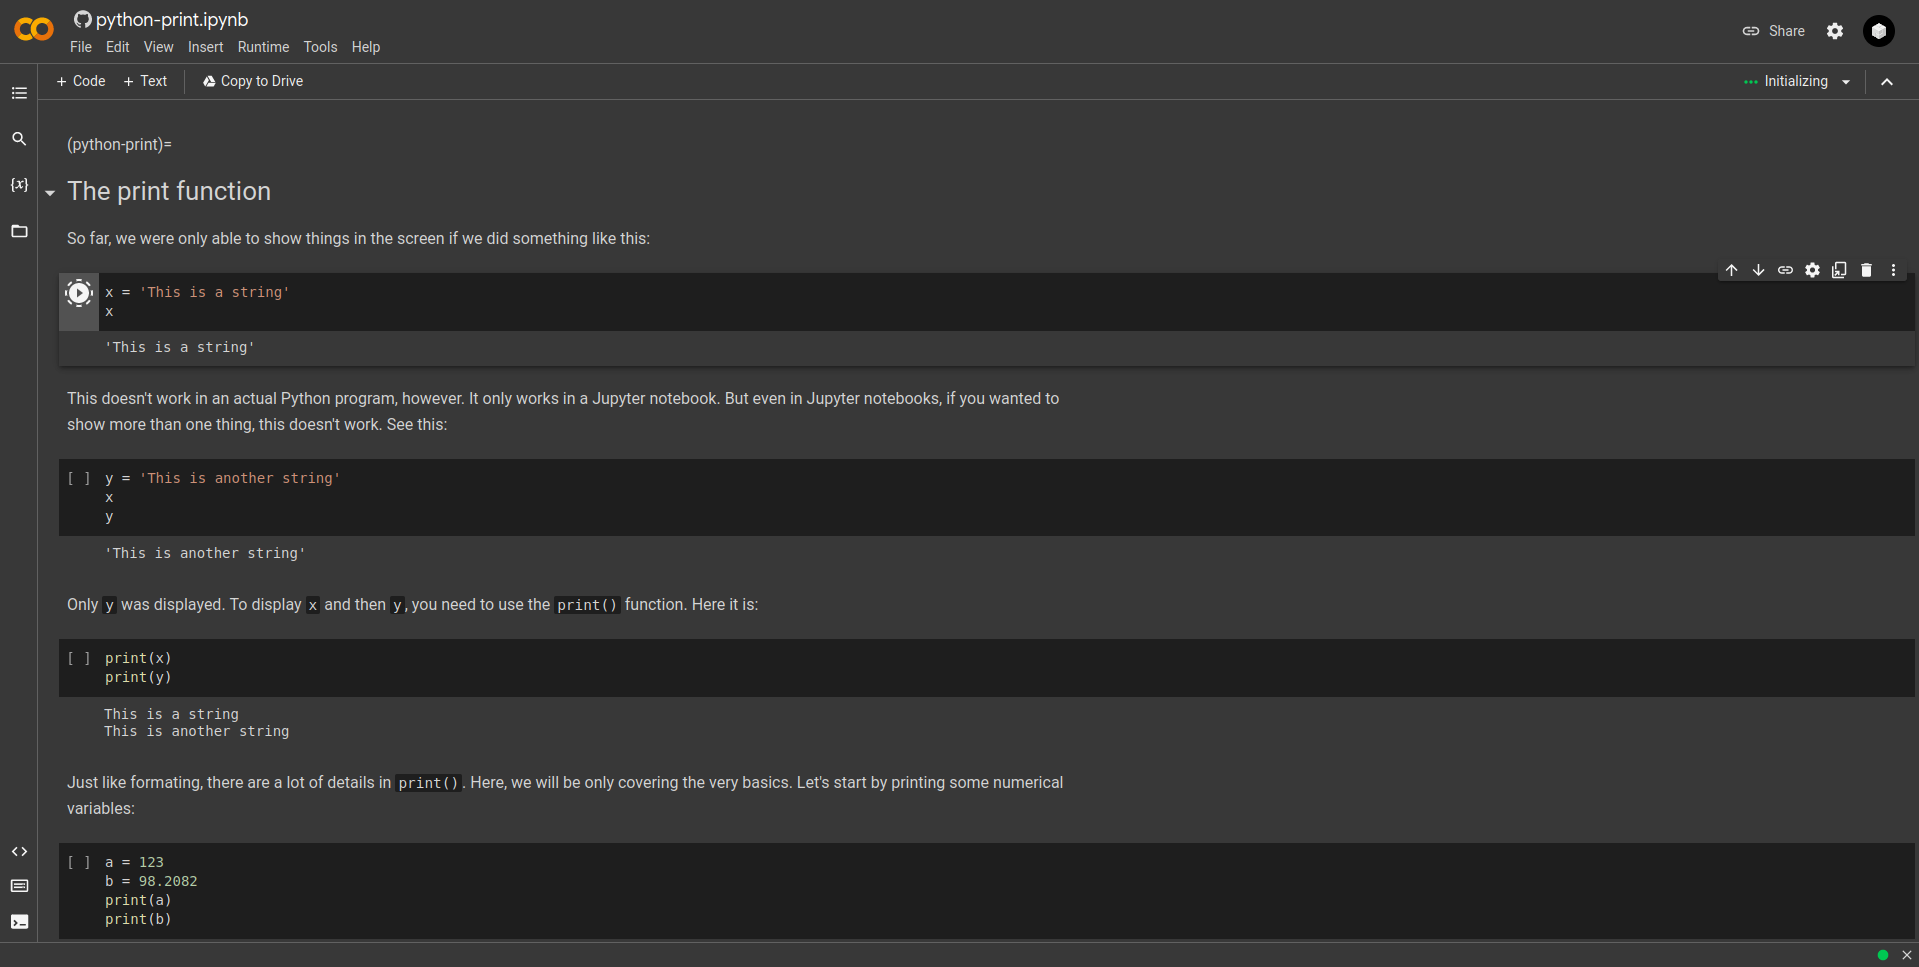 python-print.ipynb
File Edit View Insert Runtime Tools Help
Share
+ Code + Text Copy to Drive
Initializing
(python-print)=
The print function
So far, we were only able to show things in the screen if we did something like this:
x = 'This is a string'
x
'This is a string'
This doesn't work in an actual Python program, however. It only works in a Jupyter notebook. But even in Jupyter notebooks, if you wanted to
show more than one thing, this doesn't work. See this:
[ ] y = 'This is another string'
x
y
'This is another string'
Only y was displayed. To display x and then y, you need to use the print() function. Here it is:
[ ] print(x)
print(y)
This is a string
This is another string
Just like formating, there are a lot of details in print(). Here, we will be only covering the very basics. Let's start by printing some numerical
variables:
[ ] a = 123
b = 98.2082
print(a)
print(b)